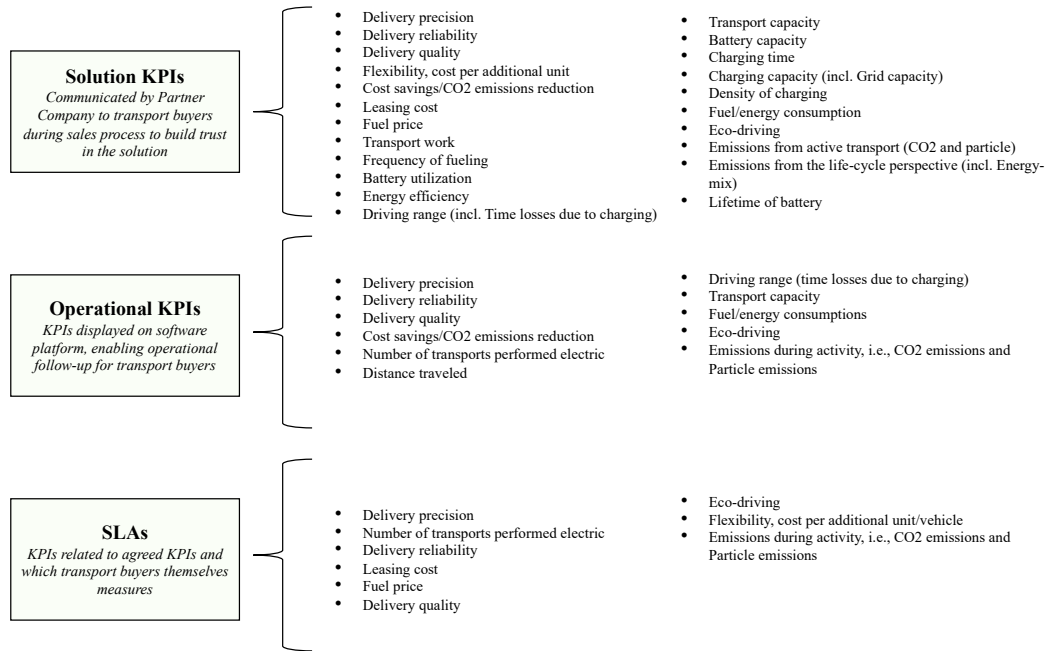 Solution KPIs
Communicated by Partner
Company to transport buyers
during sales process to build trust
in the solution
• Delivery precision
• Delivery reliability
• Delivery quality
• Flexibility, cost per additional unit
• Cost savings/CO2 emissions reduction
• Leasing cost
• Fuel price
• Transport work
• Frequency of fueling
• Battery utilization
• Energy efficiency
• Driving range (incl. Time losses due to charging)
• Transport capacity
• Battery capacity
• Charging time
• Charging capacity (incl. Grid capacity)
• Density of charging
• Fuel/energy consumption
• Eco-driving
• Emissions from active transport (CO2 and particle)
• Emissions from the life-cycle perspective (incl. Energy-
mix)
• Lifetime of battery
Operational KPIs
KPIs displayed on software
platform, enabling operational
follow-up for transport buyers
• Delivery precision
• Delivery reliability
• Delivery quality
• Cost savings/CO2 emissions reduction
• Number of transports performed electric
• Distance traveled
• Driving range (time losses due to charging)
• Transport capacity
• Fuel/energy consumptions
• Eco-driving
• Emissions during activity, i.e., CO2 emissions and
Particle emissions
SLAs
KPIs related to agreed KPIs and
which transport buyers themselves
measures
• Delivery precision
• Number of transports performed electric
• Delivery reliability
• Leasing cost
• Fuel price
• Delivery quality
• Eco-driving
• Flexibility, cost per additional unit/vehicle
• Emissions during activity, i.e., CO2 emissions and
Particle emissions